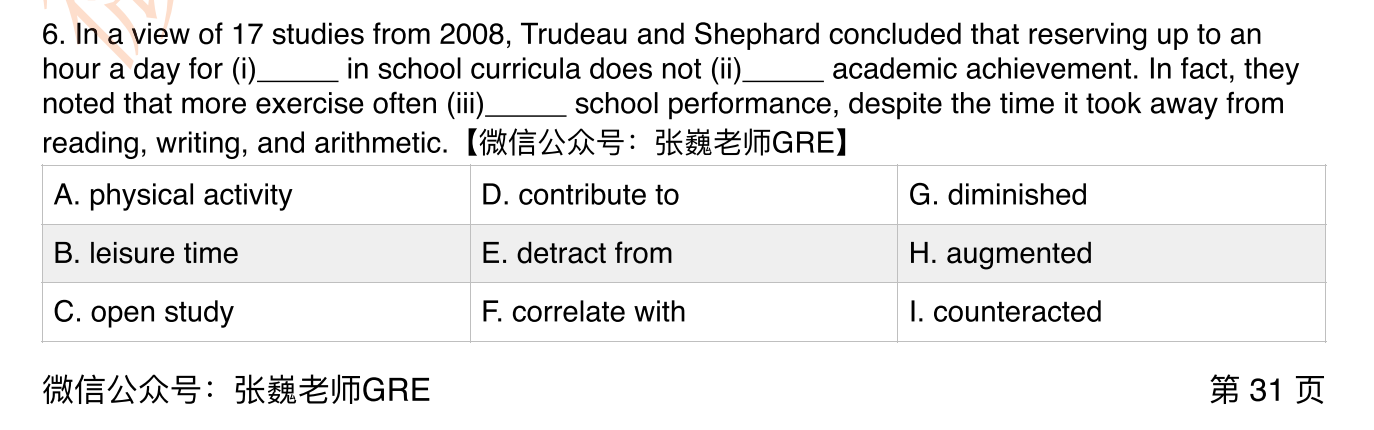 6. In a view of 17 studies from 2008, Trudeau and Shephard concluded that reserving up to an
hour a day for (i)______ in school curricula does not (ii)______ academic achievement. In fact, they
noted that more exercise often (iii)______ school performance, despite the time it took away from
reading, writing, and arithmetic.【微信公众号：张巍老师GRE】
A. physical activity D. contribute to G. diminished
B. leisure time E. detract from H. augmented
C. open study F. correlate with I. counteracted
微信公众号：张巍老师GRE 第 31 页